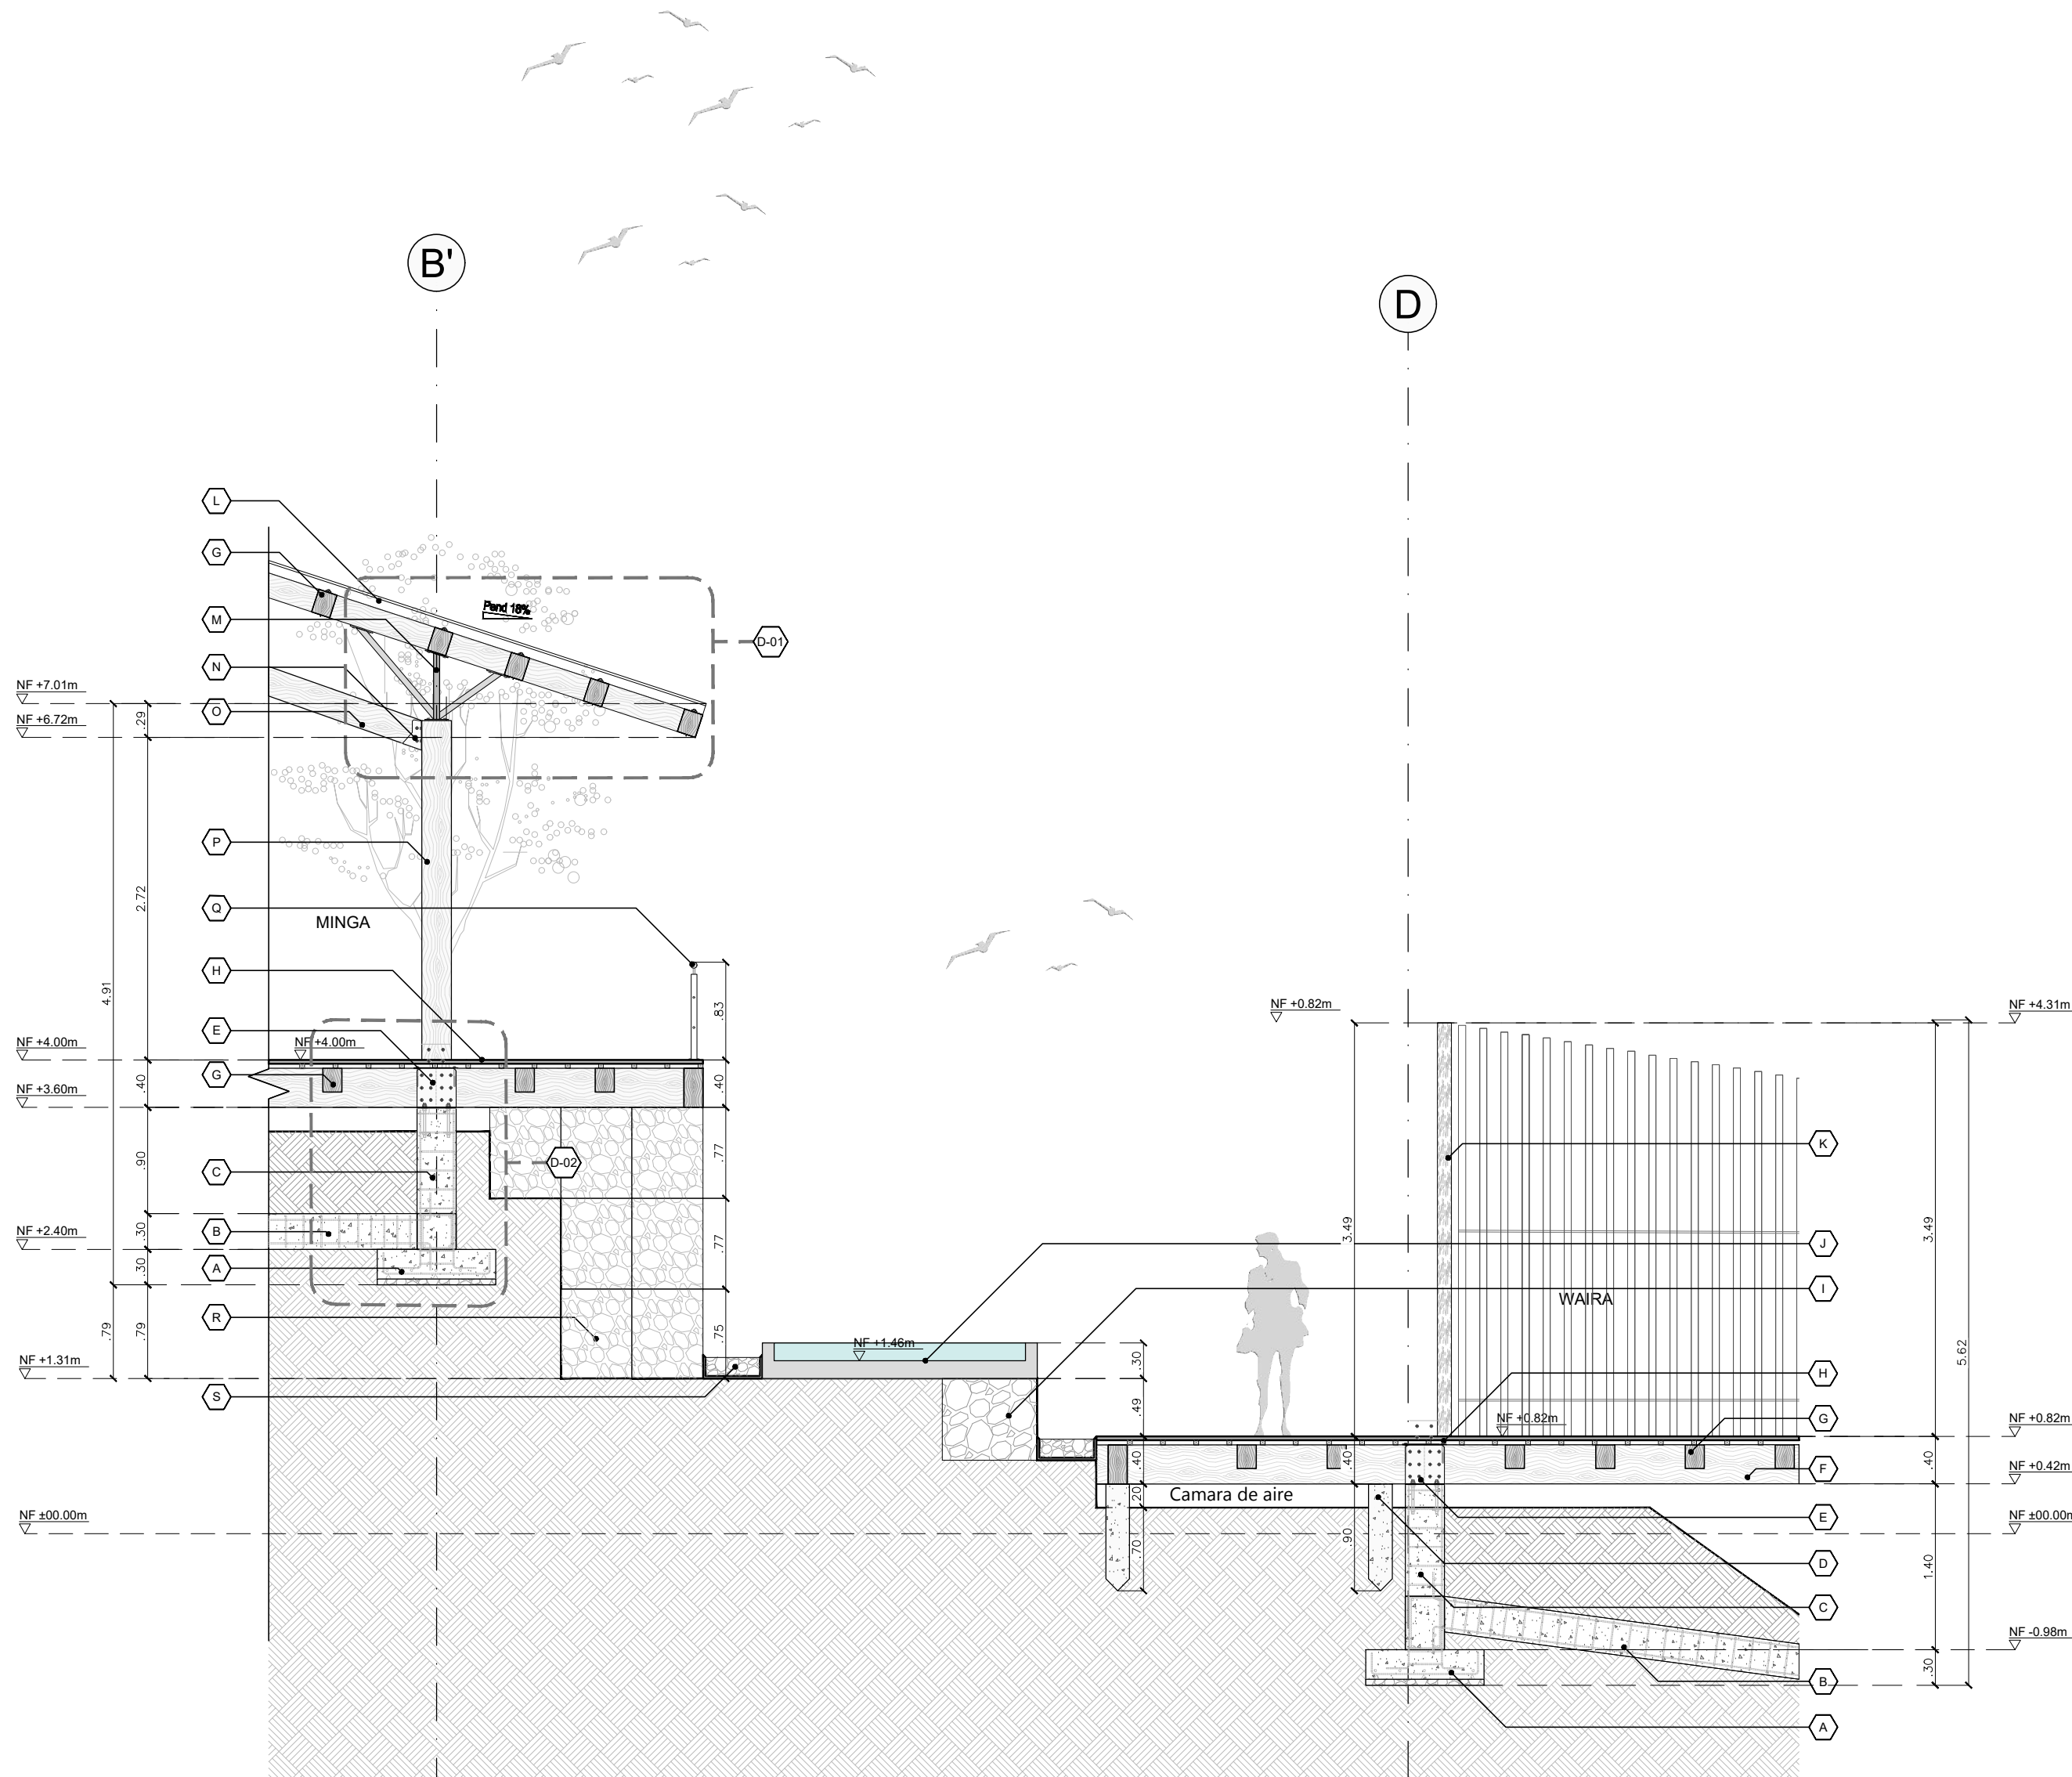 B'
D
L
G
M
Pend 18%
D-01
N
NF +7.01m
O
.29
NF +6.72m
P
2.72
Q
MINGA
H
4.91
.83
NF +0.82m
NF +4.31m
E
NF +4.00m
NF +4.00m
G
.40
.40
NF +3.60m
K
.90
C
D-02
.77
3.49
3.49
B
.30
NF +2.40m
J
A
.30
.77
I
WAIRA
R
.79
.79
.75
NF +1.46m
.30
5.62
NF +1.31m
H
S
.49
G
NF +0.82m
NF +0.82m
.40
.40
.40
F
NF +0.42m
.20
Camara de aire
NF ±00.00m
E
NF ±00.00m
.90
.70
D
1.40
C
NF -0.98m
.30
B
A